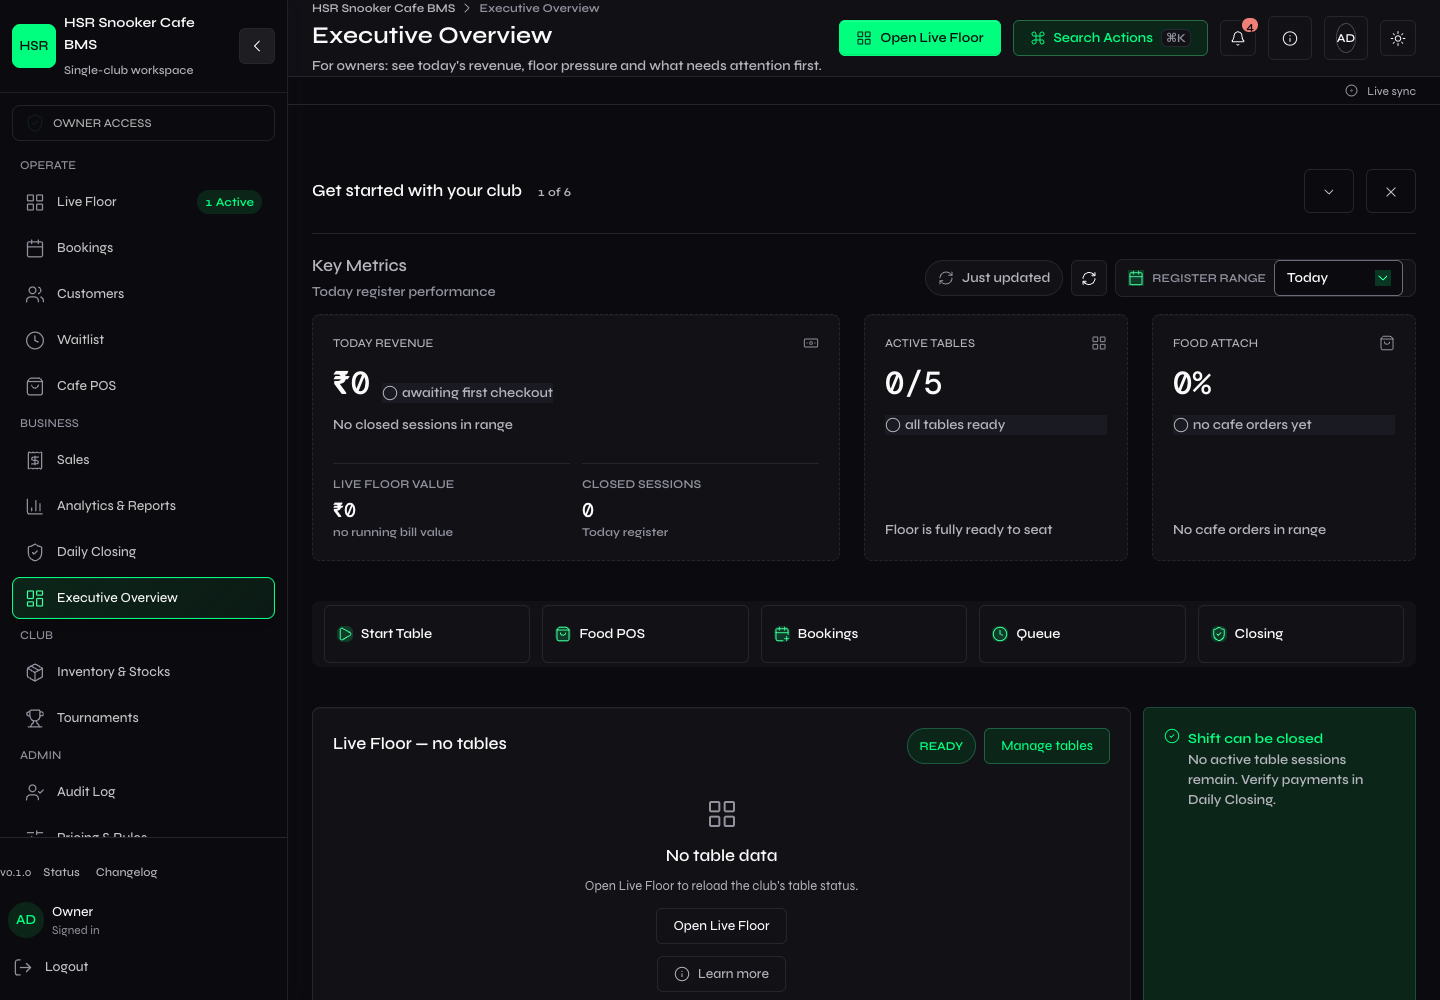 HSR
HSR Snooker Cafe
BMS
Single-club workspace
OWNER ACCESS
OPERATE
Live Floor
1 Active
Bookings
Customers
Waitlist
Cafe POS
BUSINESS
Sales
Analytics & Reports
Daily Closing
Executive Overview
CLUB
Inventory & Stocks
Tournaments
ADMIN
Audit Log
Pricing & Rules
v0.1.0 Status Changelog
AD
Owner
Signed in
Logout
HSR Snooker Cafe BMS > Executive Overview
Executive Overview
For owners: see today's revenue, floor pressure and what needs attention first.
Open Live Floor
Search Actions ⌘K
4
AD
Live sync
Get started with your club 1 of 6
Key Metrics
Today register performance
Just updated
REGISTER RANGE
Today
TODAY REVENUE
₹0 awaiting first checkout
No closed sessions in range
LIVE FLOOR VALUE
₹0
no running bill value
CLOSED SESSIONS
0
Today register
ACTIVE TABLES
0/5
all tables ready
Floor is fully ready to seat
FOOD ATTACH
0%
no cafe orders yet
No cafe orders in range
Start Table
Food POS
Bookings
Queue
Closing
Live Floor — no tables
READY
Manage tables
No table data
Open Live Floor to reload the club's table status.
Open Live Floor
Learn more
Shift can be closed
No active table sessions
remain. Verify payments in
Daily Closing.